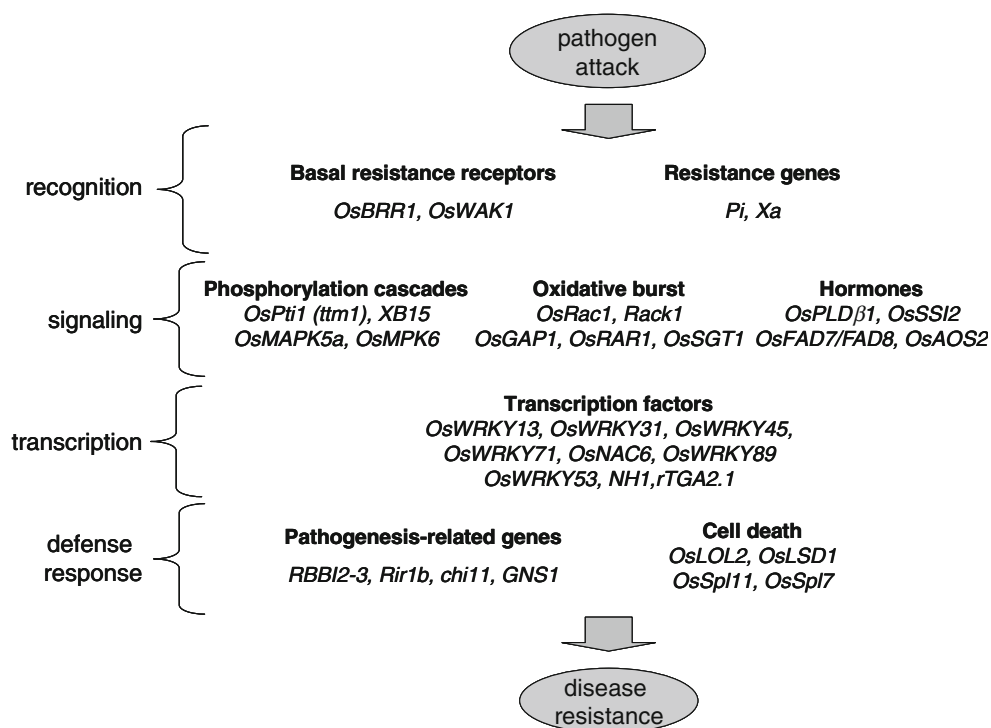 pathogen
attack
recognition
Basal resistance receptors
OsBRR1, OsWAK1
Resistance genes
Pi, Xa
signaling
Phosphorylation cascades
OsPti1 (ttm1), XB15
OsMAPK5a, OsMPK6
Oxidative burst
OsRac1, Rack1
OsGAP1, OsRAR1, OsSGT1
Hormones
OsPLDβ1, OsSSI2
OsFAD7/FAD8, OsAOS2
transcription
Transcription factors
OsWRKY13, OsWRKY31, OsWRKY45,
OsWRKY71, OsNAC6, OsWRKY89
OsWRKY53, NH1,rTGA2.1
defense
response
Pathogenesis-related genes
RBBI2-3, Rir1b, chi11, GNS1
Cell death
OsLOL2, OsLSD1
OsSpl11, OsSpl7
disease
resistance